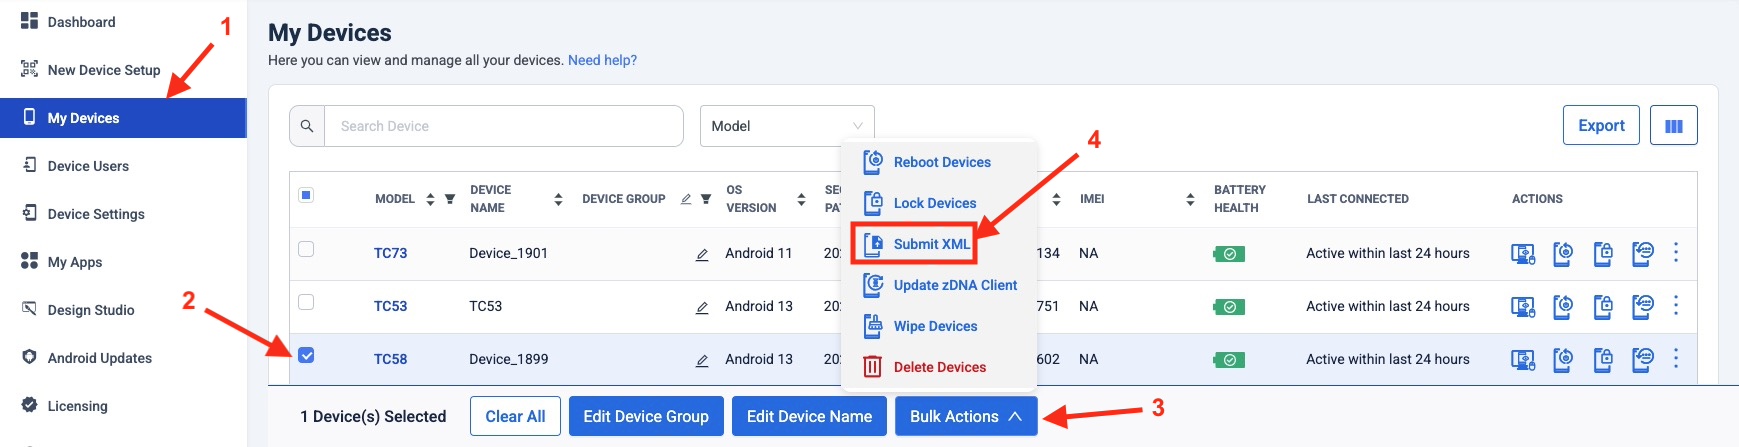 Dashboard
1
New Device Setup
My Devices
Device Users
Device Settings
My Apps
2
Design Studio
Android Updates
Licensing
My Devices
Here you can view and manage all your devices. Need help?
Search Device
Model
Export
MODEL
DEVICE NAME
DEVICE GROUP
OS VERSION
SEC
PAT
IMEI
BATTERY HEALTH
LAST CONNECTED
ACTIONS
TC73 Device_1901 Android 11 202 134 NA Active within last 24 hours
TC53 TC53 Android 13 202 751 NA Active within last 24 hours
TC58 Device_1899 Android 13 202 602 NA Active within last 24 hours
Reboot Devices
Lock Devices
4
Submit XML
Update zDNA Client
Wipe Devices
Delete Devices
1 Device(s) Selected
Clear All
Edit Device Group
Edit Device Name
Bulk Actions
3